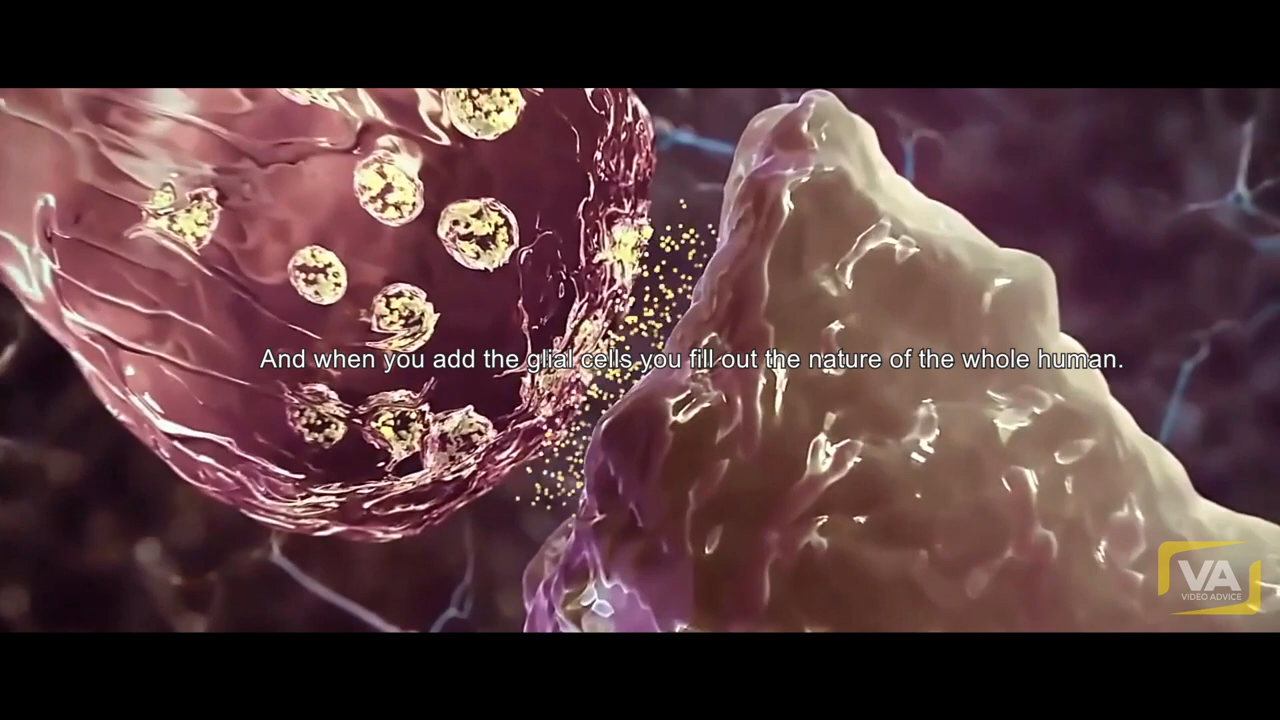 And when you add the glial cells you fill out the nature of the whole human.
VA
VIDEO ADVICE